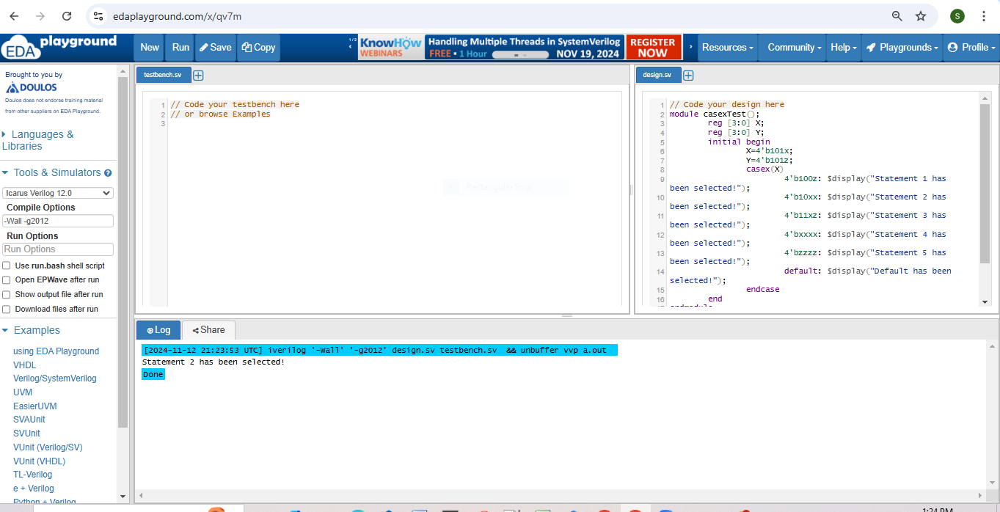 edaplayground.com/x/qv7m
S
EDA playground
New
Run
Save
Copy
1/2
KnowHow
WEBINARS
Handling Multiple Threads in SystemVerilog
FREE • 1 Hour
NOV 19, 2024
REGISTER
NOW
Resources
Community
Help
Playgrounds
Profile
Brought to you by
DOULOS
Doulos does not endorse training material
from other suppliers on EDA Playground.
Languages &
Libraries
Tools & Simulators
Icarus Verilog 12.0
Compile Options
-Wall -g2012
Run Options
Run Options
Use run.bash shell script
Open EPWave after run
Show output file after run
Download files after run
Examples
using EDA Playground
VHDL
Verilog/SystemVerilog
UVM
EasierUVM
SVAUnit
SVUnit
VUnit (Verilog/SV)
VUnit (VHDL)
TL-Verilog
e + Verilog
Python + Verilog
testbench.sv
1 // Code your testbench here
2 // or browse Examples
3
Rectangular Snip
design.sv
1 // Code your design here
2 module casexTest();
3 reg [3:0] X;
4 reg [3:0] Y;
5 initial begin
6 X=4'b101x;
7 Y=4'b101z;
8 casex(X)
9 4'b100z: $display("Statement 1 has
been selected!");
10 4'b10xx: $display("Statement 2 has
been selected!");
11 4'b11xz: $display("Statement 3 has
been selected!");
12 4'bxxxx: $display("Statement 4 has
been selected!");
13 4'bzzzz: $display("Statement 5 has
been selected!");
14 default: $display("Default has been
selected!");
15 endcase
16 end
endmodule
Log
Share
[2024-11-12 21:23:53 UTC] iverilog '-Wall' '-g2012' design.sv testbench.sv && unbuffer vvp a.out
Statement 2 has been selected!
Done
1:24 PM